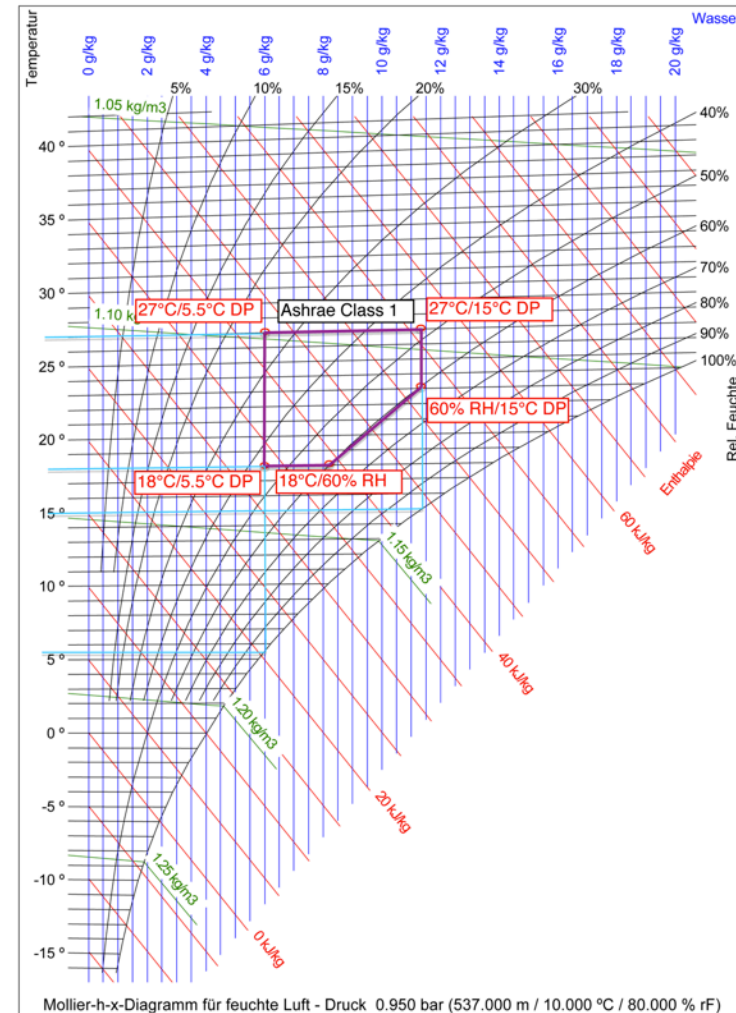 Wasse
Temperatur
0 g/kg
2 g/kg
4 g/kg
6 g/kg
8 g/kg
10 g/kg
12 g/kg
14 g/kg
16 g/kg
18 g/kg
20 g/kg
5%
10%
15%
20%
30%
40%
50%
60%
70%
80%
90%
100%
Rel. Feuchte
1.05 kg/m3
40 º
35 º
30 º
27°C/5.5°C DP
Ashrae Class 1
27°C/15°C DP
1.10 kg
25 º
60% RH/15°C DP
20 º
18°C/5.5°C DP
18°C/60% RH
Enthalpie
15 º
60 kJ/kg
1.15 kg/m3
10 º
5 º
40 kJ/kg
1.20 kg/m3
0 º
20 kJ/kg
-5 º
1.25 kg/m3
-10 º
0 kJ/kg
-15 º
Mollier-h-x-Diagramm für feuchte Luft - Druck 0.950 bar (537.000 m / 10.000 ºC / 80.000 % rF)